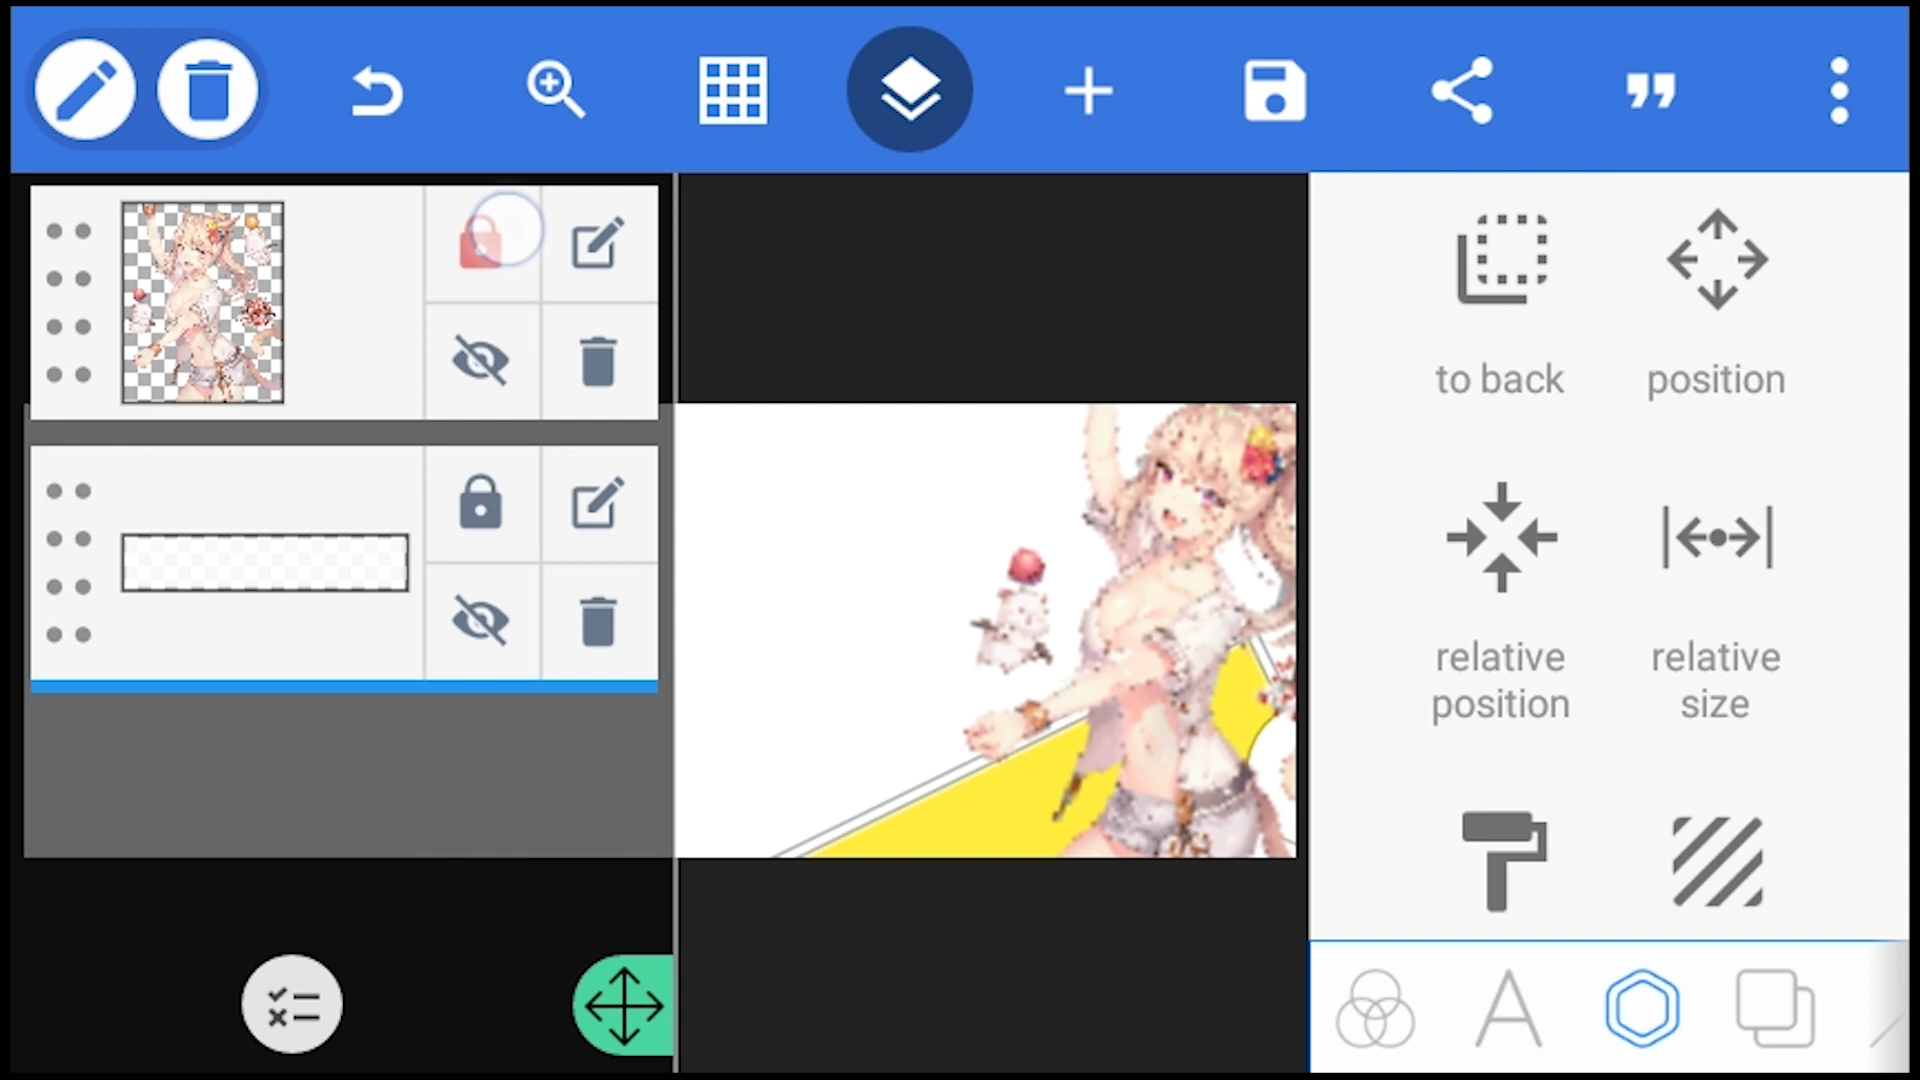 to back
position
relative
position
relative
size